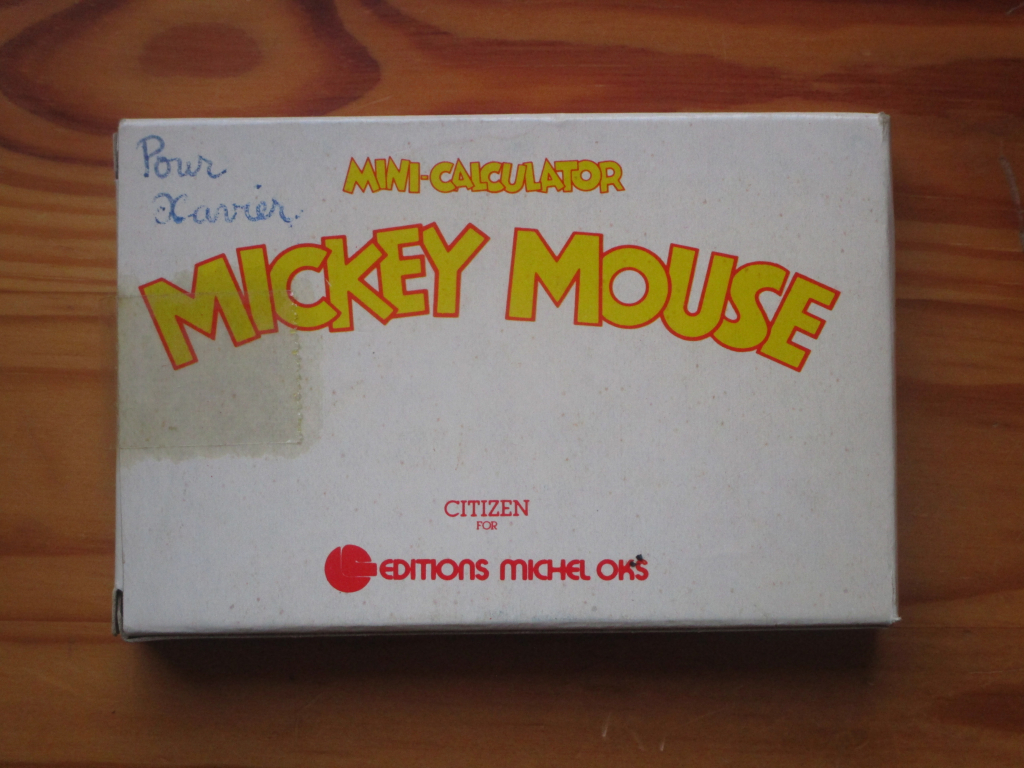 Pour
Xavier.
MINI-CALCULATOR
MICKEY MOUSE
CITIZEN
FOR
EDITIONS MICHEL OKS